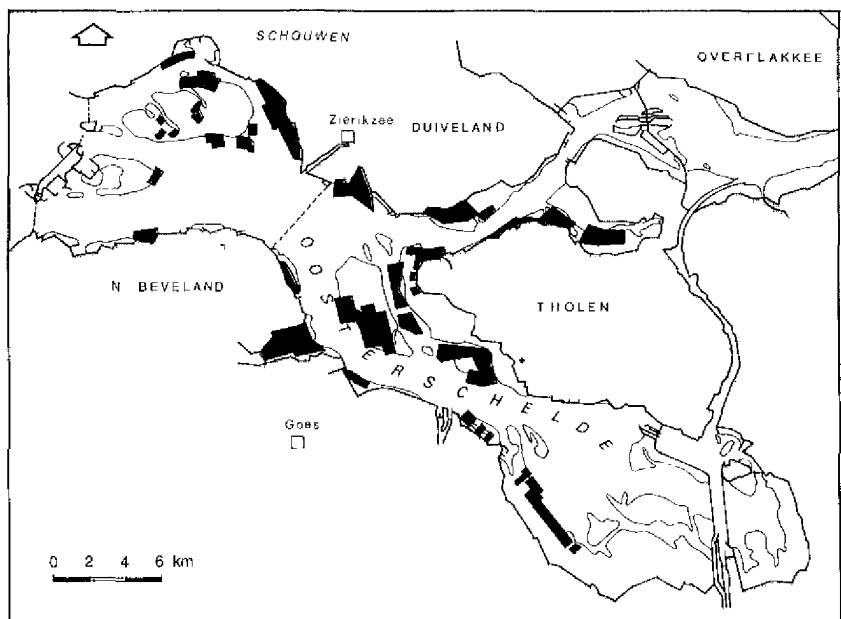 SCHOUWEN
OVERFLAKKEE
Zierikzee
DUIVELAND
N BEVELAND
THOLEN
OOSTERSCHELDE
Goes
0 2 4 6 km